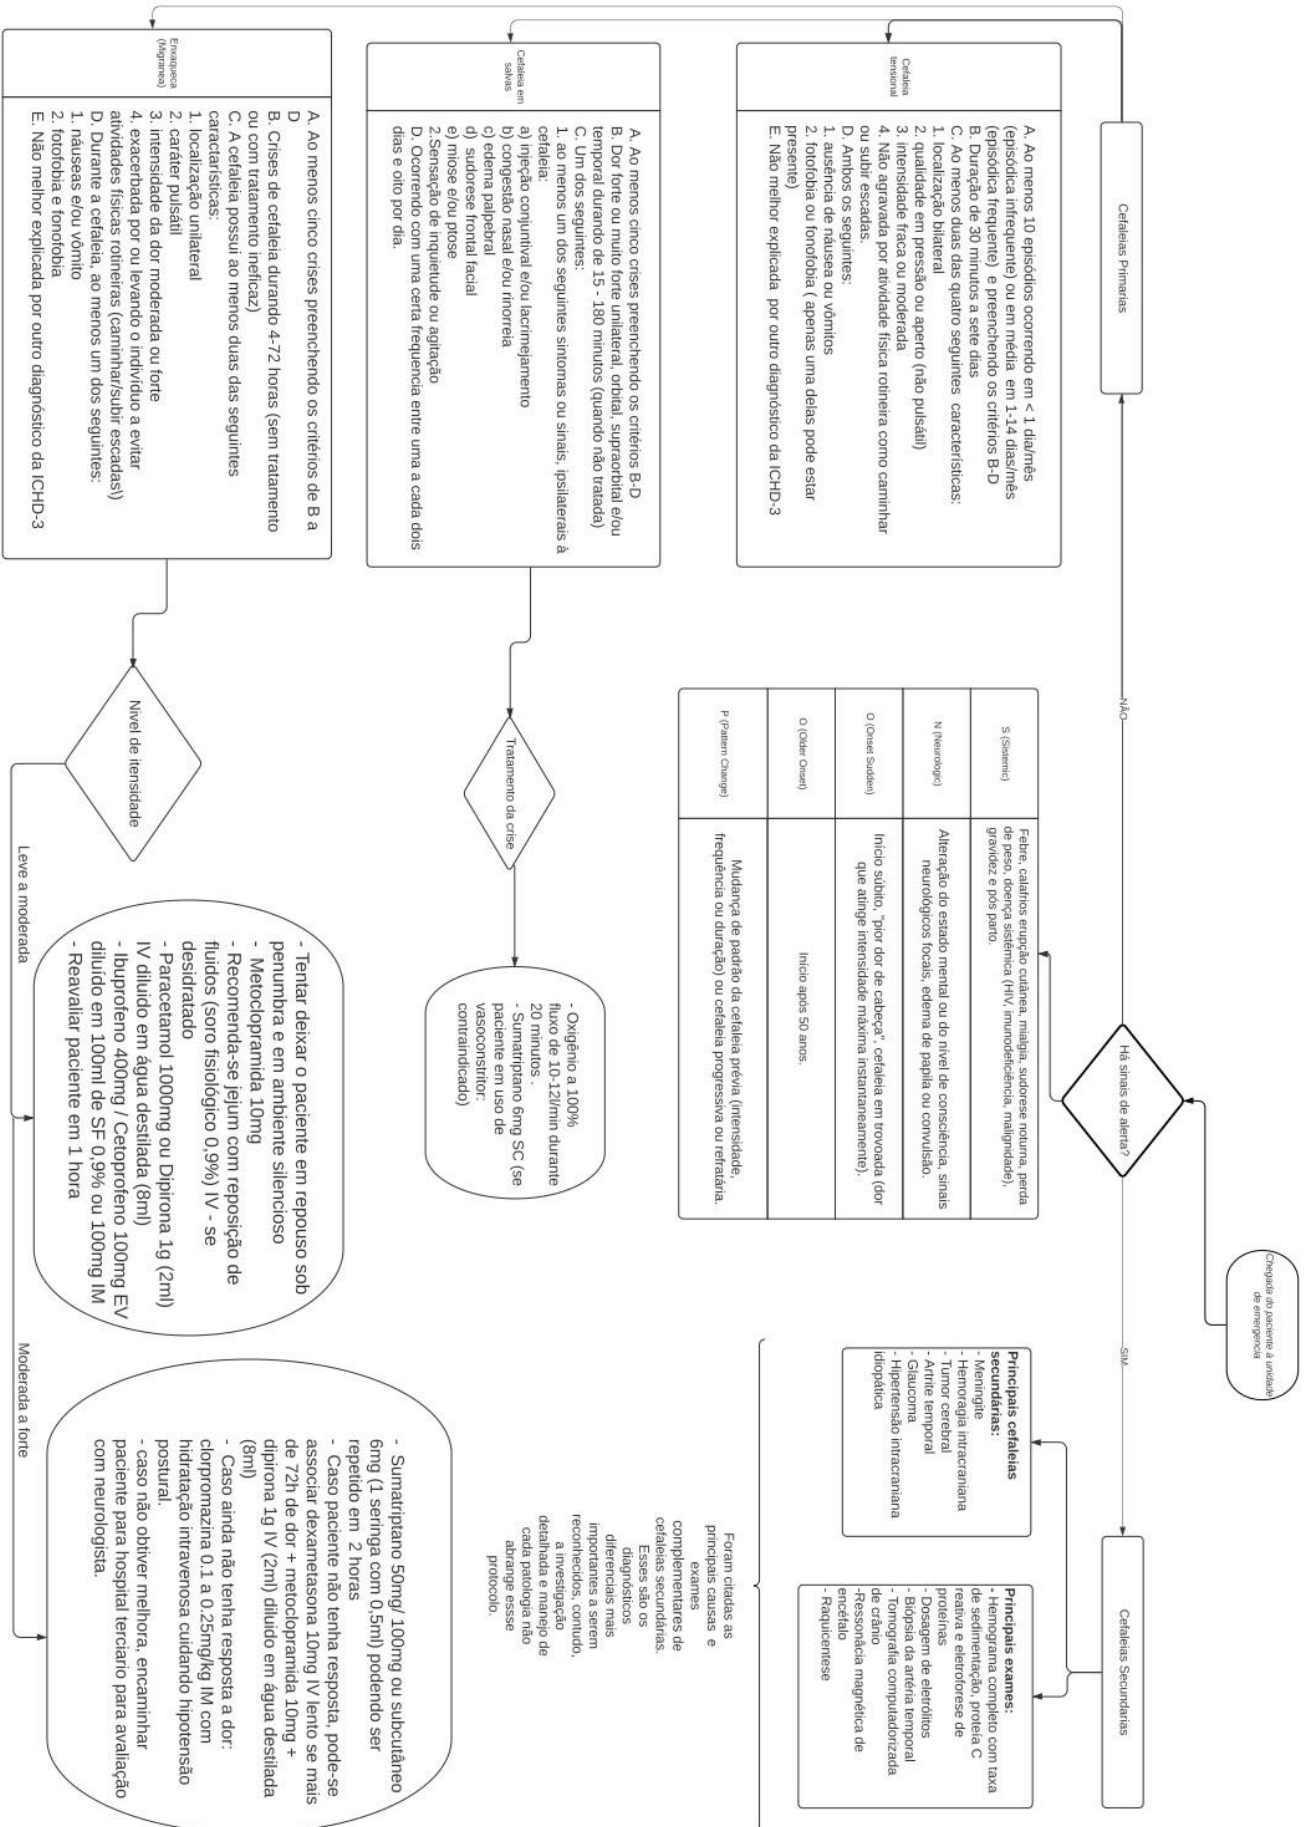 Chegada do paciente à unidade
de emergencia
Há sinais de alerta?
NÃO
SIM
Cefaleias Primarias
Cefaleias Secundarias
S (Sistemic)
Febre, calafrios erupção cutânea, mialgia, sudorese noturna, perda
de peso, doença sistêmica (HIV, imunodeficiência, malignidade),
gravidez e pós parto.
N (Neurologic)
Alteração do estado mental ou do nível de consciência, sinais
neurológicos focais, edema de papila ou convulsão.
O (Onset Sudden)
Início súbito, "pior dor de cabeça", cefaleia em trovoada (dor
que atinge intensidade máxima instantaneamente).
O (Older Onset)
Início após 50 anos.
P (Pattern Change)
Mudança de padrão da cefaleia prévia (intensidade,
frequência ou duração) ou cefaleia progressiva ou refratária.
Principais cefaleias
secundárias:
- Meningite
- Hemoragia intracraniana
- Tumor cerebral
- Artrite temporal
- Glaucoma
- Hipertensão intracraniana
idiopática
Principais exames:
- Hemograma completo com taxa
de sedimentação, proteía C
reativa e eletroforese de
proteínas
- Dosagem de eletrólitos
- Biópsia da artéria temporal
- Tomografia computadorizada
de crânio
-Ressonâcia magnética de
encéfalo
- Raquicentese
Foram citadas as
principais causas e
exames
complementares de
cefaleias secundárias.
Esses são os
diagnósticos
diferenciais mais
importantes a serem
reconhecidos, contudo,
a investigação
detalhada e manejo de
cada patologia não
abrange essse
protocolo.
Cefaleia
tensional
A. Ao menos 10 episódios ocorrendo em < 1 dia/mês
(episódica infrequente) ou em média em 1-14 dias/mês
(episódica frequente) e preenchendo os critérios B-D
B. Duração de 30 minutos a sete dias
C. Ao menos duas das quatro seguintes características:
1. localização bilateral
2. qualidade em pressão ou aperto (não pulsátil)
3. intensidade fraca ou moderada
4. Não agravada por atividade física rotineira como caminhar
ou subir escadas.
D. Ambos os seguintes:
1. ausência de náusea ou vômitos
2. fotofobia ou fonofobia ( apenas uma delas pode estar
presente)
E. Não melhor explicada por outro diagnóstico da ICHD-3
Cefaleia em
salvas
A. Ao menos cinco crises preenchendo os critérios B-D
B. Dor forte ou muito forte unilateral, orbital, supraorbital e/ou
temporal durando de 15 - 180 minutos (quando não tratada)
C. Um dos seguintes:
1. ao menos um dos seguintes sintomas ou sinais, ipsilaterais à
cefaleia:
a) injeção conjuntival e/ou lacrimejamento
b) congestão nasal e/ou rinorreia
c) edema palpebral
d) sudorese frontal facial
e) miose e/ou ptose
2.Sensação de inquietude ou agitação
D. Ocorrendo com uma certa frequencia entre uma a cada dois
dias e oito por dia.
Tratamento da crise
- Oxigênio a 100%
fluxo de 10-12l/min durante
20 minutos .
- Sumatriptano 6mg SC (se
paciente em uso de
vasoconstritor:
contraindicado)
Enxaqueca
(Migranea)
A. Ao menos cinco crises preenchendo os critérios de B a
D
B. Crises de cefaleia durando 4-72 horas (sem tratamento
ou com tratamento ineficaz)
C. A cefaleia possui ao menos duas das seguintes
caractarísticas:
1. localização unilateral
2. caráter pulsátil
3. intensidade da dor moderada ou forte
4. exacerbada por ou levando o indivíduo a evitar
atividades físicas rotineiras (caminhar/subir escadas\)
D. Durante a cefaleia, ao menos um dos seguintes:
1. náuseas e/ou vômito
2. fotofobia e fonofobia
E. Não melhor explicada por outro diagnóstico da ICHD-3
Nivel de itensidade
Leve a moderada
- Tentar deixar o paciente em repouso sob
penumbra e em ambiente silencioso
- Metoclopramida 10mg
- Recomenda-se jejum com reposição de
fluidos (soro fisiológico 0,9%) IV - se
desidratado
- Paracetamol 1000mg ou Dipirona 1g (2ml)
IV diluido em água destilada (8ml)
- Ibuprofeno 400mg / Cetoprofeno 100mg EV
diluído em 100ml de SF 0,9% ou 100mg IM
- Reavaliar paciente em 1 hora
Moderada a forte
- Sumatriptano 50mg/ 100mg ou subcutâneo
6mg (1 seringa com 0,5ml) podendo ser
repetido em 2 horas
- Caso paciente não tenha resposta, pode-se
associar dexametasona 10mg IV lento se mais
de 72h de dor + metoclopramida 10mg +
dipirona 1g IV (2ml) diluido em água destilada
(8ml)
- Caso ainda não tenha resposta a dor:
clorpromazina 0.1 a 0.25mg/kg IM com
hidratação intravenosa cuidando hipotensão
postural.
- caso não obtiver melhora, encaminhar
paciente para hospital terciario para avaliação
com neurologista.